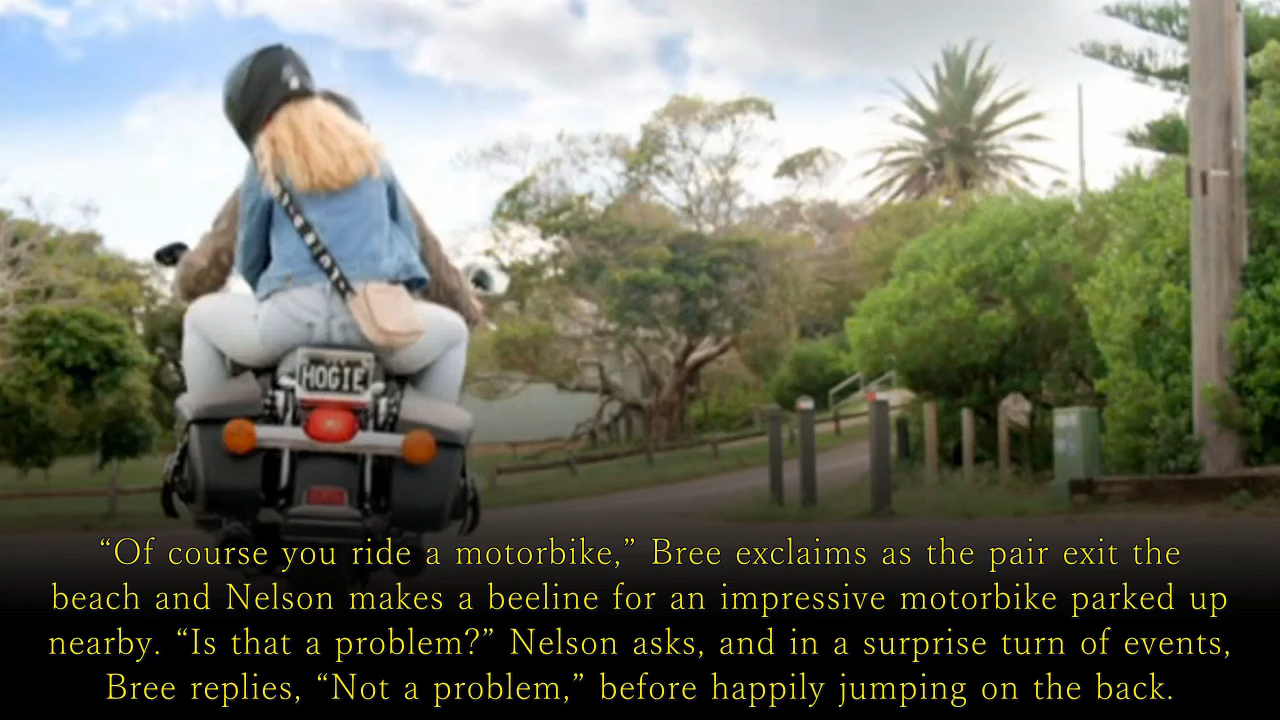 HOGIE
“Of course you ride a motorbike,” Bree exclaims as the pair exit the
beach and Nelson makes a beeline for an impressive motorbike parked up
nearby. “Is that a problem?” Nelson asks, and in a surprise turn of events,
Bree replies, “Not a problem,” before happily jumping on the back.